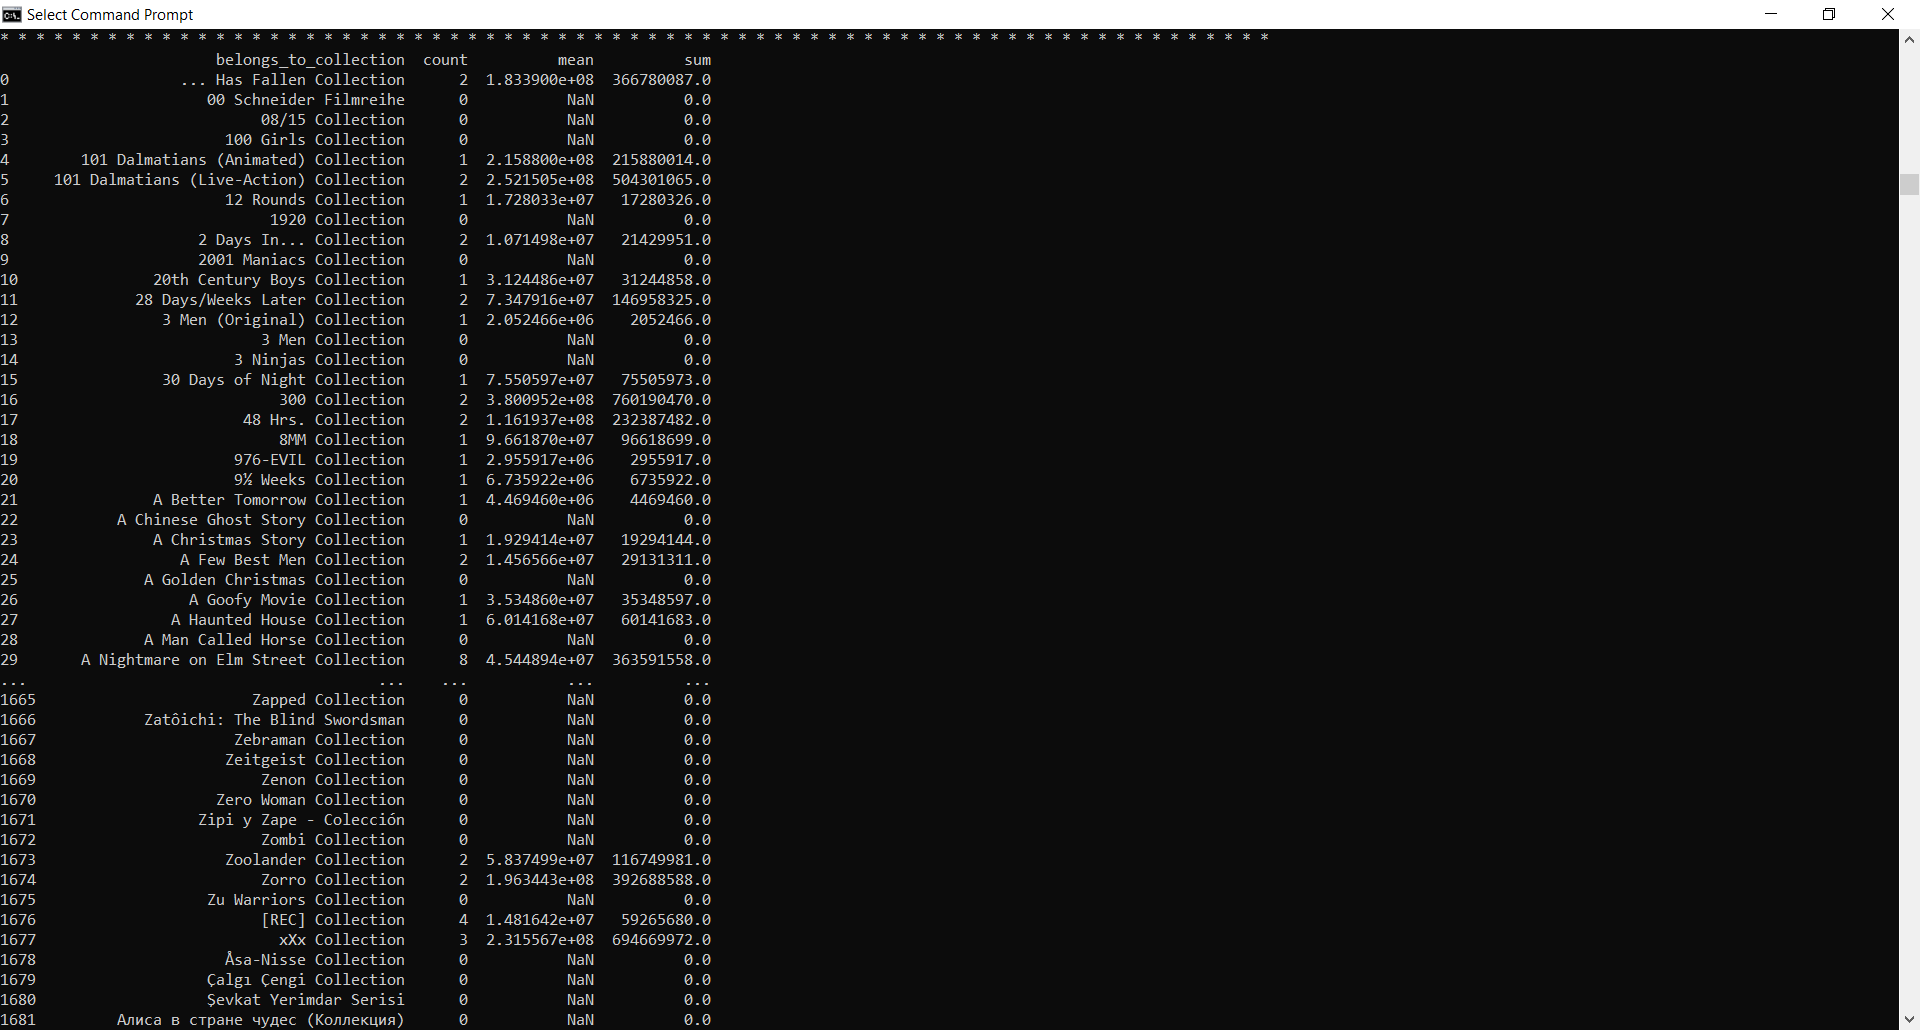 Select Command Prompt
* * * * * * * * * * * * * * * * * * * * * * * * * * * * * * * * * * * * * * * * * * * * * * * * * * * * * * * * * * * * * * * * * * * * * * *
belongs_to_collection count mean sum
0 ... Has Fallen Collection 2 1.833900e+08 366780087.0
1 00 Schneider Filmreihe 0 NaN 0.0
2 08/15 Collection 0 NaN 0.0
3 100 Girls Collection 0 NaN 0.0
4 101 Dalmatians (Animated) Collection 1 2.158800e+08 215880014.0
5 101 Dalmatians (Live-Action) Collection 2 2.521505e+08 504301065.0
6 12 Rounds Collection 1 1.728033e+07 17280326.0
7 1920 Collection 0 NaN 0.0
8 2 Days In... Collection 2 1.071498e+07 21429951.0
9 2001 Maniacs Collection 0 NaN 0.0
10 20th Century Boys Collection 1 3.124486e+07 31244858.0
11 28 Days/Weeks Later Collection 2 7.347916e+07 146958325.0
12 3 Men (Original) Collection 1 2.052466e+06 2052466.0
13 3 Men Collection 0 NaN 0.0
14 3 Ninjas Collection 0 NaN 0.0
15 30 Days of Night Collection 1 7.550597e+07 75505973.0
16 300 Collection 2 3.800952e+08 760190470.0
17 48 Hrs. Collection 2 1.161937e+08 232387482.0
18 8MM Collection 1 9.661870e+07 96618699.0
19 976-EVIL Collection 1 2.955917e+06 2955917.0
20 9½ Weeks Collection 1 6.735922e+06 6735922.0
21 A Better Tomorrow Collection 1 4.469460e+06 4469460.0
22 A Chinese Ghost Story Collection 0 NaN 0.0
23 A Christmas Story Collection 1 1.929414e+07 19294144.0
24 A Few Best Men Collection 2 1.456566e+07 29131311.0
25 A Golden Christmas Collection 0 NaN 0.0
26 A Goofy Movie Collection 1 3.534860e+07 35348597.0
27 A Haunted House Collection 1 6.014168e+07 60141683.0
28 A Man Called Horse Collection 0 NaN 0.0
29 A Nightmare on Elm Street Collection 8 4.544894e+07 363591558.0
... ... ... ... ...
1665 Zapped Collection 0 NaN 0.0
1666 Zatôichi: The Blind Swordsman 0 NaN 0.0
1667 Zebraman Collection 0 NaN 0.0
1668 Zeitgeist Collection 0 NaN 0.0
1669 Zenon Collection 0 NaN 0.0
1670 Zero Woman Collection 0 NaN 0.0
1671 Zipi y Zape - Colección 0 NaN 0.0
1672 Zombi Collection 0 NaN 0.0
1673 Zoolander Collection 2 5.837499e+07 116749981.0
1674 Zorro Collection 2 1.963443e+08 392688588.0
1675 Zu Warriors Collection 0 NaN 0.0
1676 [REC] Collection 4 1.481642e+07 59265680.0
1677 xXx Collection 3 2.315567e+08 694669972.0
1678 Åsa-Nisse Collection 0 NaN 0.0
1679 Çalgı Çengi Collection 0 NaN 0.0
1680 Şevkat Yerimdar Serisi 0 NaN 0.0
1681 Алиса в стране чудес (Коллекция) 0 NaN 0.0